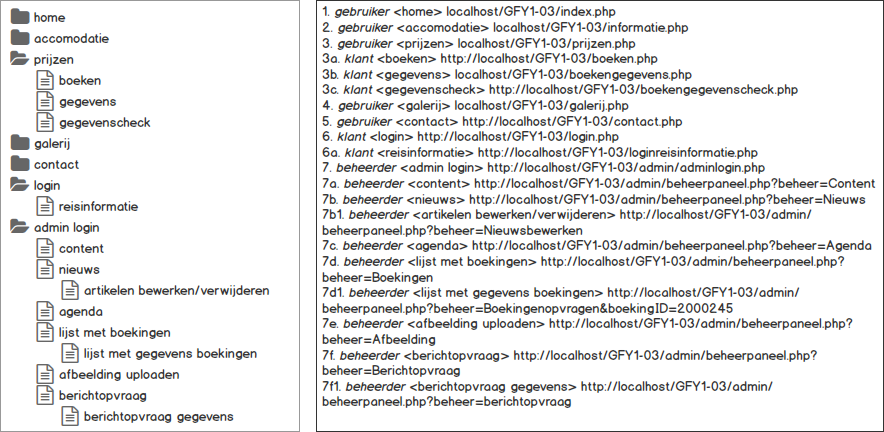 home
accomodatie
prijzen
boeken
gegevens
gegevenscheck
galerij
contact
login
reisinformatie
admin login
content
nieuws
artikelen bewerken/verwijderen
agenda
lijst met boekingen
lijst met gegevens boekingen
afbeelding uploaden
berichtopvraag
berichtopvraag gegevens
1. gebruiker <home> localhost/GFY1-03/index.php
2. gebruiker <accomodatie> localhost/GFY1-03/informatie.php
3. gebruiker <prijzen> localhost/GFY1-03/prijzen.php
3a. klant <boeken> http://localhost/GFY1-03/boeken.php
3b. klant <gegevens> localhost/GFY1-03/boekengegevens.php
3c. klant <gegevenscheck> http://localhost/GFY1-03/boekengegevenscheck.php
4. gebruiker <galerij> localhost/GFY1-03/galerij.php
5. gebruiker <contact> localhost/GFY1-03/contact.php
6. klant <login> http://localhost/GFY1-03/login.php
6a. klant <reisinformatie> http://localhost/GFY1-03/loginreisinformatie.php
7. beheerder <admin login> http://localhost/GFY1-03/admin/adminlogin.php
7a. beheerder <content> http://localhost/GFY1-03/admin/beheerpaneel.php?beheer=Content
7b. beheerder <nieuws> http://localhost/GFY1-03/admin/beheerpaneel.php?beheer=Nieuws
7b1. beheerder <artikelen bewerken/verwijderen> http://localhost/GFY1-03/admin/
beheerpaneel.php?beheer=Nieuwsbewerken
7c. beheerder <agenda> http://localhost/GFY1-03/admin/beheerpaneel.php?beheer=Agenda
7d. beheerder <lijst met boekingen> http://localhost/GFY1-03/admin/beheerpaneel.php?
beheer=Boekingen
7d1. beheerder <lijst met gegevens boekingen> http://localhost/GFY1-03/admin/
beheerpaneel.php?beheer=Boekingenopvragen&boekingID=2000245
7e. beheerder <afbeelding uploaden> http://localhost/GFY1-03/admin/beheerpaneel.php?
beheer=Afbeelding
7f. beheerder <berichtopvraag> http://localhost/GFY1-03/admin/beheerpaneel.php?
beheer=Berichtopvraag
7f1. beheerder <berichtopvraag gegevens> http://localhost/GFY1-03/admin/
beheerpaneel.php?beheer=berichtopvraag